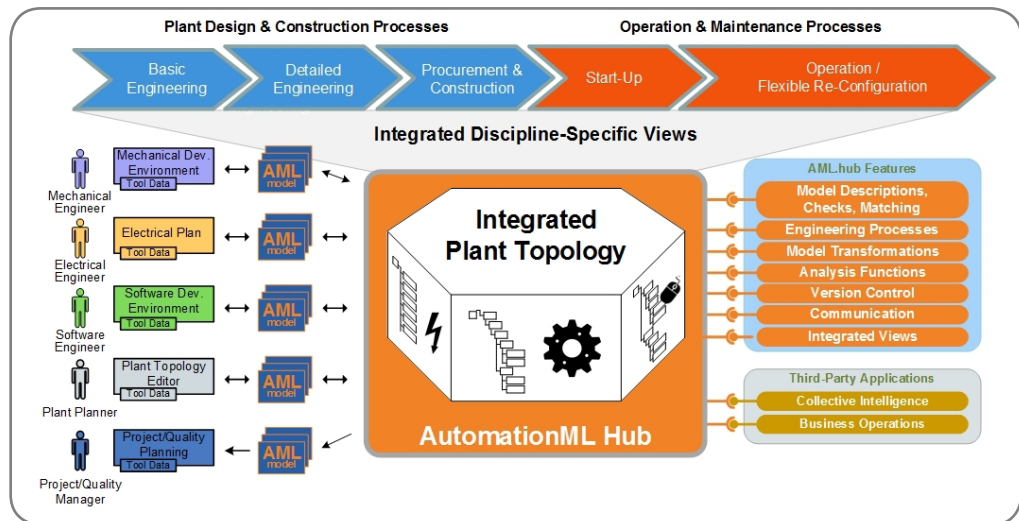 Plant Design & Construction Processes
Operation & Maintenance Processes
Basic
Engineering
Detailed
Engineering
Procurement &
Construction
Start-Up
Operation /
Flexible Re-Configuration
Integrated Discipline-Specific Views
Mechanical Dev.
Environment
Tool Data
AML
model
Mechanical
Engineer
Electrical Plan
Tool Data
AML
model
Electrical
Engineer
Software Dev.
Environment
Tool Data
AML
model
Software
Engineer
Plant Topology
Editor
Tool Data
AML
model
Plant Planner
Project/Quality
Planning
Tool Data
AML
model
Project/Quality
Manager
Integrated
Plant Topology
AutomationML Hub
AML.hub Features
Model Descriptions,
Checks, Matching
Engineering Processes
Model Transformations
Analysis Functions
Version Control
Communication
Integrated Views
Third-Party Applications
Collective Intelligence
Business Operations